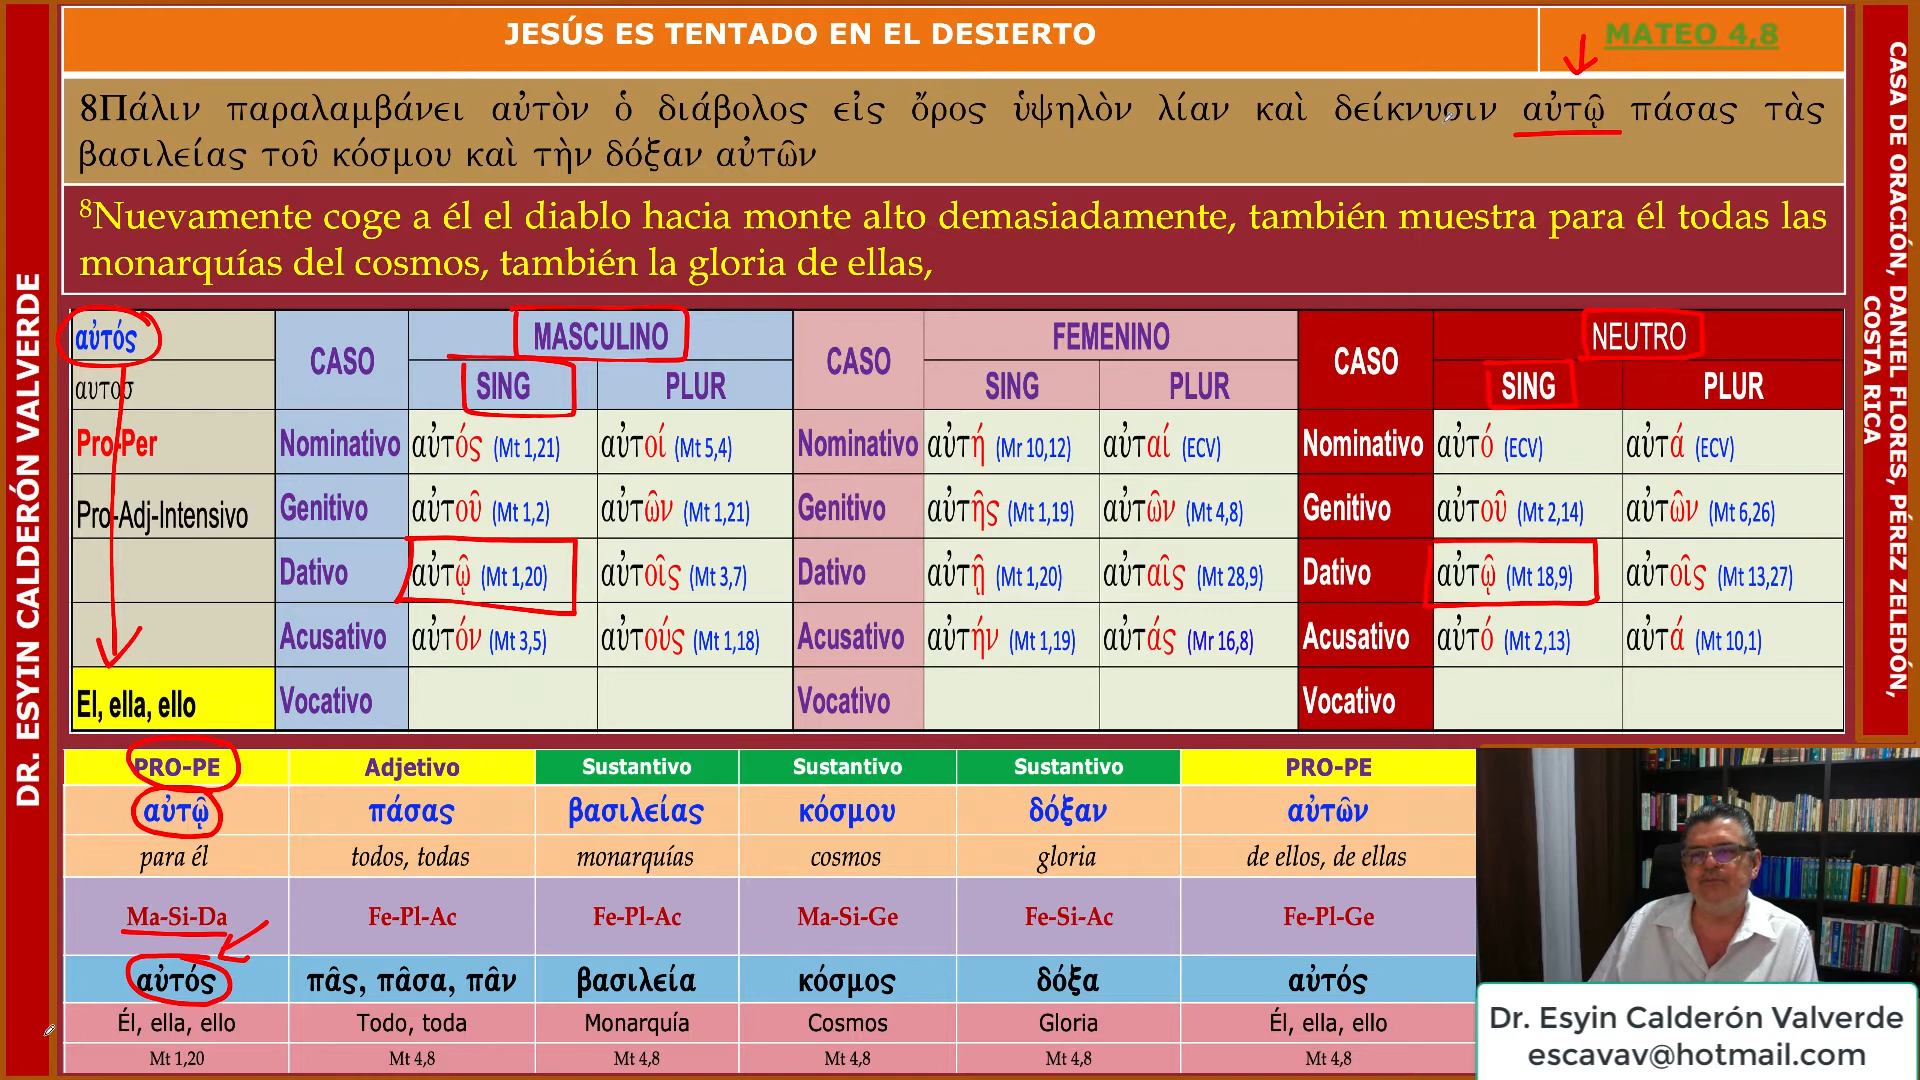 JESÚS ES TENTADO EN EL DESIERTO
MATEO 4,8
8Πάλιν παραλαμβάνει αὐτὸν ὁ διάβολος εἰς ὄρος ὑψηλὸν λίαν καὶ δείκνυσιν αὐτῷ πάσας τὰς
βασιλείας τοῦ κόσμου καὶ τὴν δόξαν αὐτῶν
8Nuevamente coge a él el diablo hacia monte alto demasiadamente, también muestra para él todas las
monarquías del cosmos, también la gloria de ellas,
αὐτός CASO MASCULINO CASO FEMENINO CASO NEUTRO
αυτοσ SING PLUR SING PLUR SING PLUR
Pro-Per Nominativo αὐτός (Mt 1,21) αὐτοί (Mt 5,4) Nominativo αὐτή (Mr 10,12) αὐταί (ECV) Nominativo αὐτό (ECV) αὐτά (ECV)
Pro-Adj-Intensivo Genitivo αὐτοῦ (Mt 1,2) αὐτῶν (Mt 1,21) Genitivo αὐτῆς (Mt 1,19) αὐτῶν (Mt 4,8) Genitivo αὐτοῦ (Mt 2,14) αὐτῶν (Mt 6,26)
Dativo αὐτῷ (Mt 1,20) αὐτοῖς (Mt 3,7) Dativo αὐτῇ (Mt 1,20) αὐταῖς (Mt 28,9) Dativo αὐτῷ (Mt 18,9) αὐτοῖς (Mt 13,27)
Acusativo αὐτόν (Mt 3,5) αὐτούς (Mt 1,18) Acusativo αὐτήν (Mt 1,19) αὐτάς (Mr 16,8) Acusativo αὐτό (Mt 2,13) αὐτά (Mt 10,1)
El, ella, ello Vocativo Vocativo Vocativo
PRO-PE Adjetivo Sustantivo Sustantivo Sustantivo PRO-PE
αὐτῷ πάσας βασιλείας κόσμου δόξαν αὐτῶν
para él todos, todas monarquías cosmos gloria de ellos, de ellas
Ma-Si-Da Fe-Pl-Ac Fe-Pl-Ac Ma-Si-Ge Fe-Si-Ac Fe-Pl-Ge
αὐτός πᾶς, πᾶσα, πᾶν βασιλεία κόσμος δόξα αὐτός
Él, ella, ello Todo, toda Monarquía Cosmos Gloria Él, ella, ello
Mt 1,20 Mt 4,8 Mt 4,8 Mt 4,8 Mt 4,8 Mt 4,8
DR. ESYIN CALDERÓN VALVERDE
CASA DE ORACIÓN, DANIEL FLORES, PÉREZ ZELEDÓN,
COSTA RICA
Dr. Esyin Calderón Valverde
escavav@hotmail.com